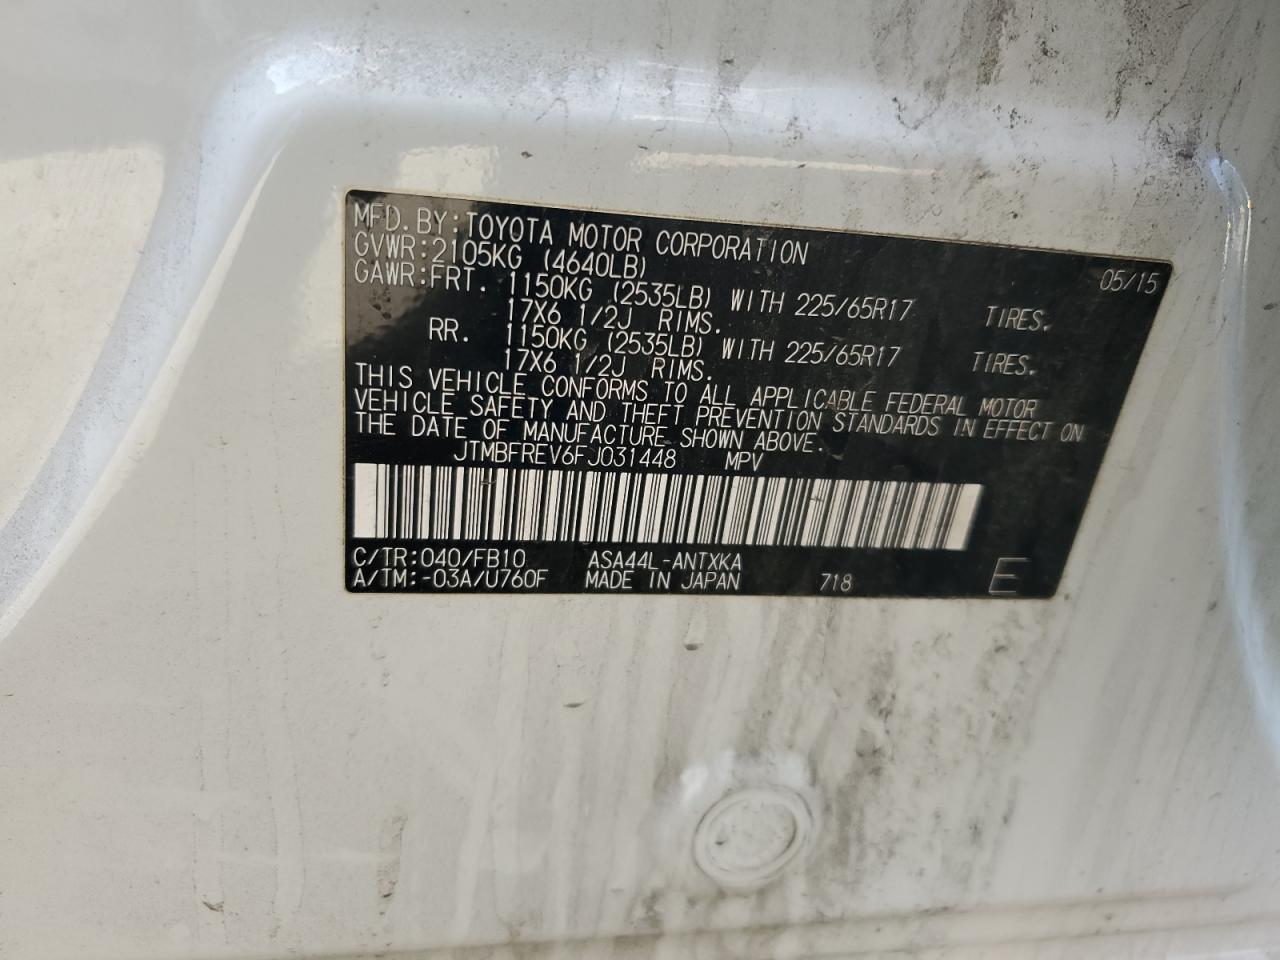 MFD. BY: TOYOTA MOTOR CORPORATION 05/15
GVWR: 2105KG (4640LB)
GAWR: FRT. 1150KG (2535LB) WITH 225/65R17 TIRES.
17X6 1/2J RIMS.
RR. 1150KG (2535LB) WITH 225/65R17 TIRES.
17X6 1/2J RIMS.
THIS VEHICLE CONFORMS TO ALL APPLICABLE FEDERAL MOTOR
VEHICLE SAFETY AND THEFT PREVENTION STANDARDS IN EFFECT ON
THE DATE OF MANUFACTURE SHOWN ABOVE.
JTMBFREV6FJ031448 MPV
C/TR: 040/FB10 ASA44L-ANTXKA
A/TM: -03A/U760F MADE IN JAPAN 718 E